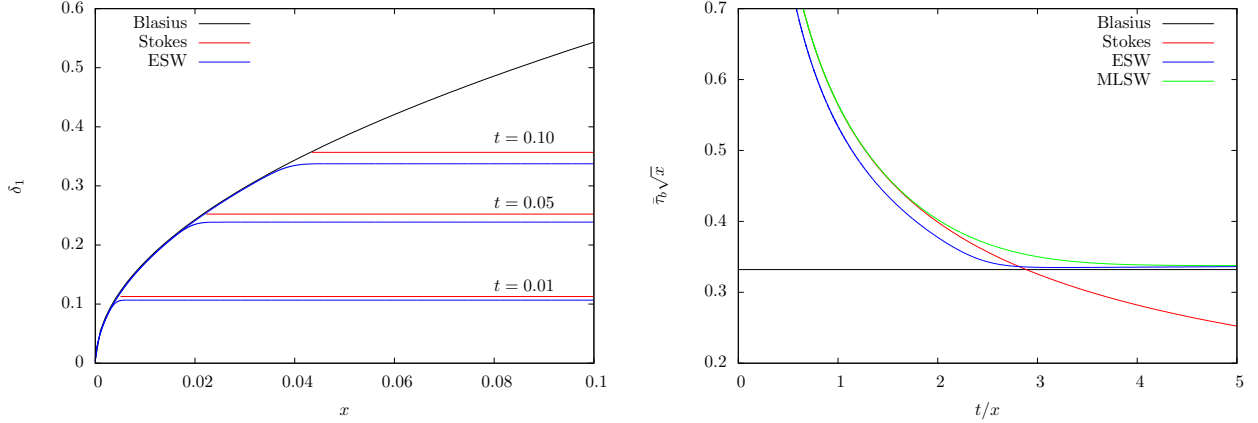 0
0.1
0.2
0.3
0.4
0.5
0.6
0
0.02
0.04
0.06
0.08
0.1
δ₁
x
Blasius
Stokes
ESW
t = 0.10
t = 0.05
t = 0.01
0.2
0.3
0.4
0.5
0.6
0.7
0
1
2
3
4
5
τ̄_b√x
t/x
Blasius
Stokes
ESW
MLSW